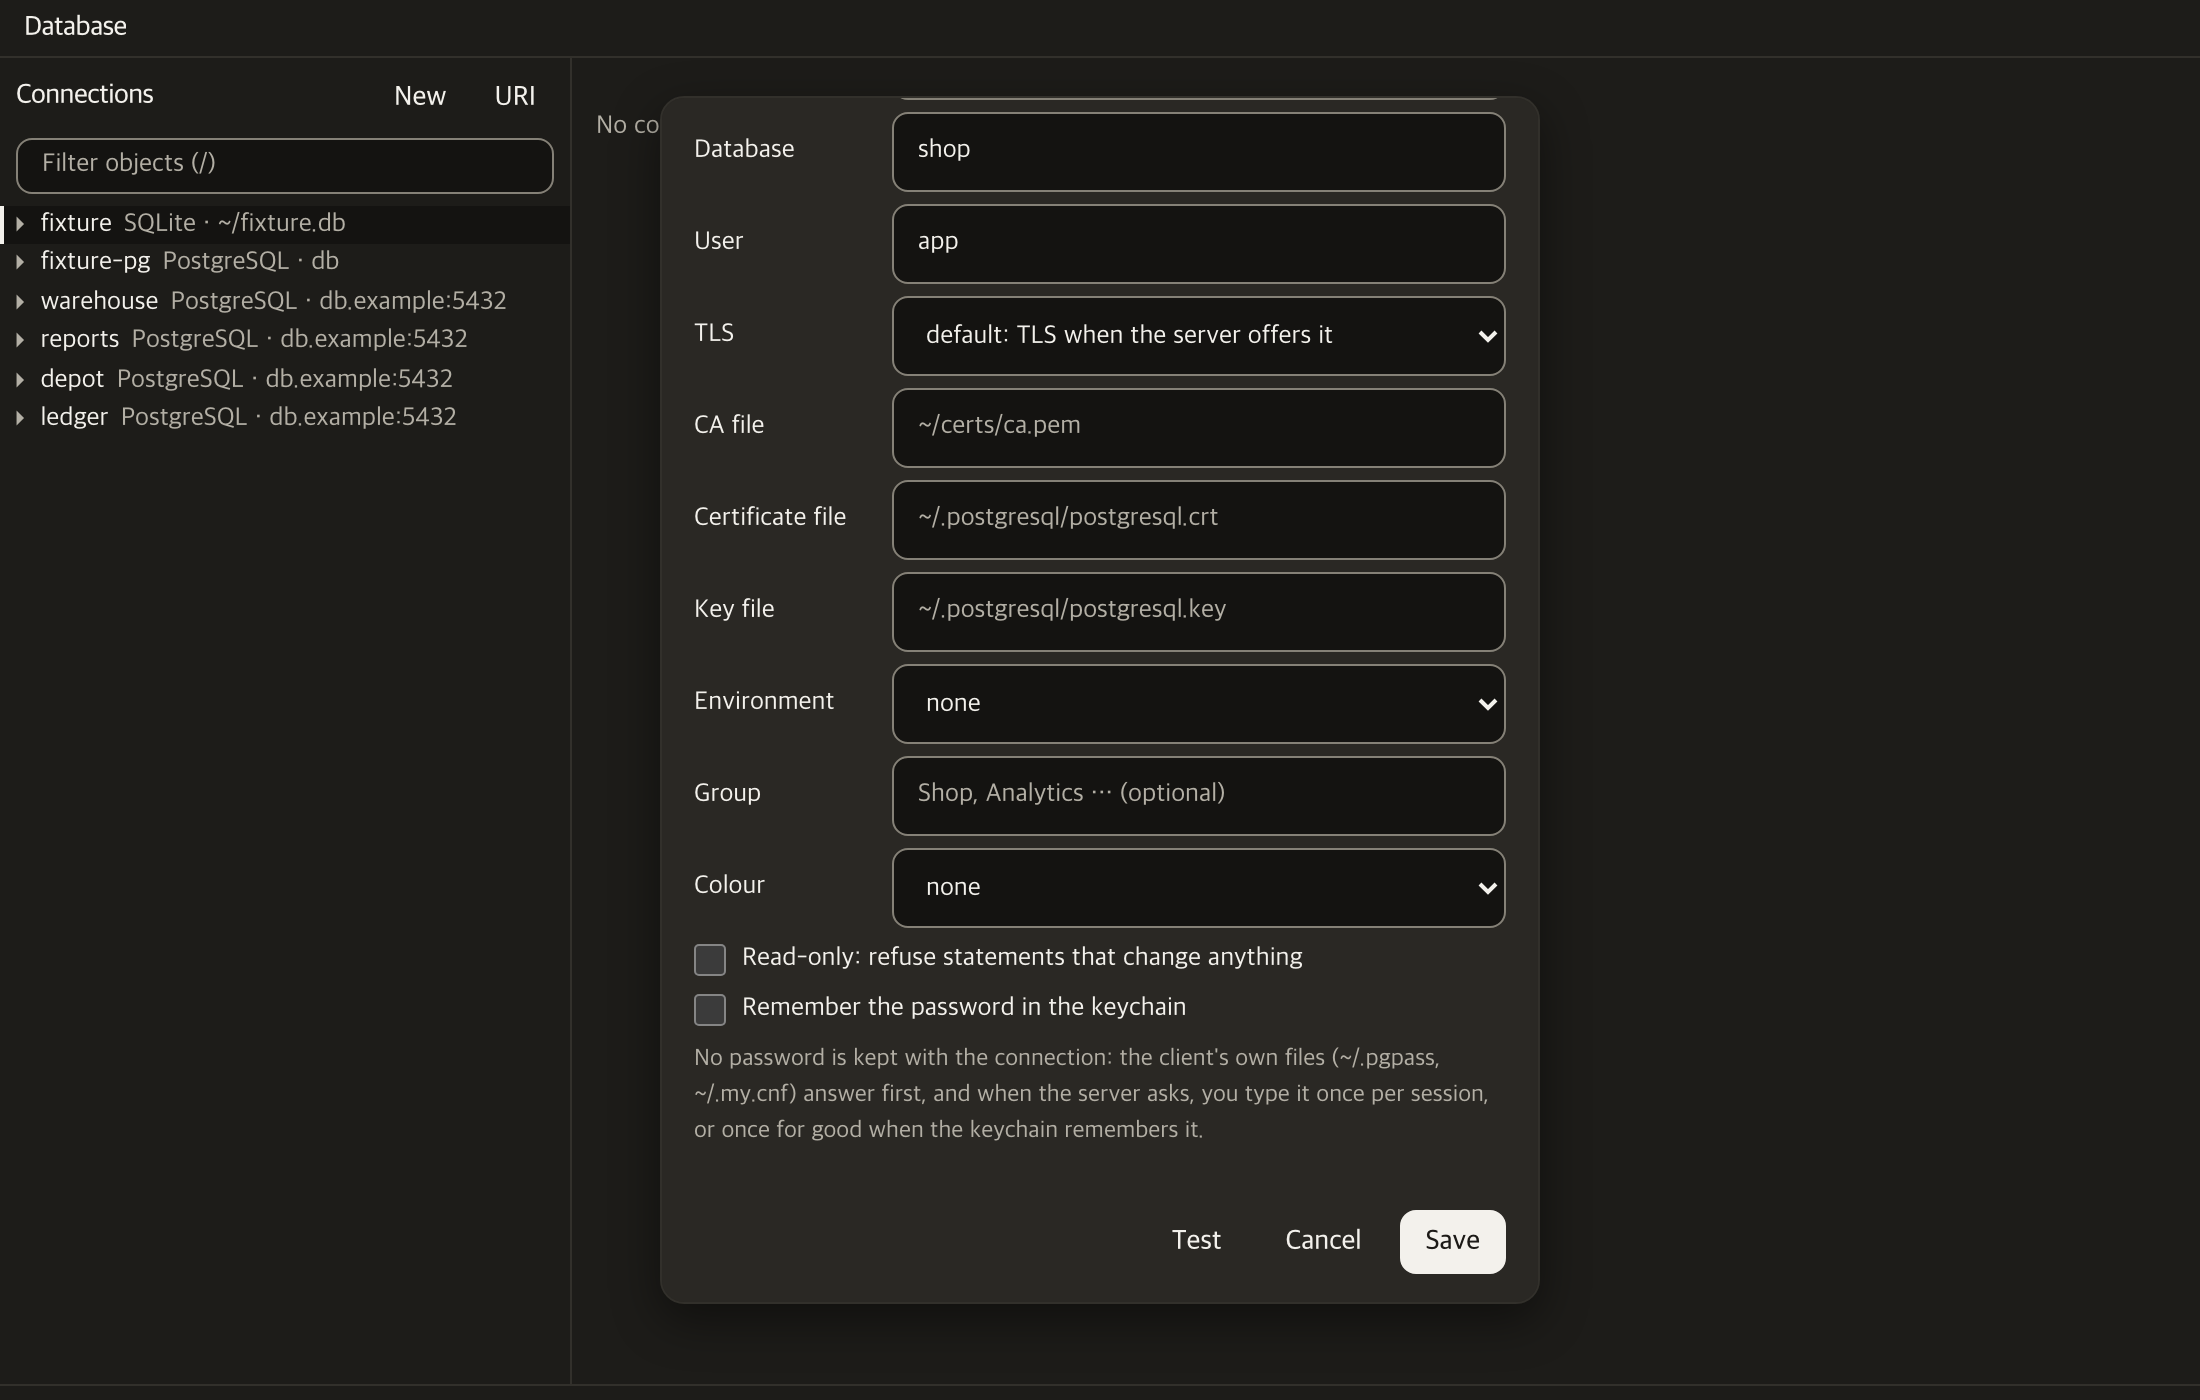 Database
Connections New URI
Filter objects (/)
fixture SQLite · ~/fixture.db
fixture-pg PostgreSQL · db
warehouse PostgreSQL · db.example:5432
reports PostgreSQL · db.example:5432
depot PostgreSQL · db.example:5432
ledger PostgreSQL · db.example:5432
No co
Database shop
User app
TLS default: TLS when the server offers it
CA file ~/certs/ca.pem
Certificate file ~/.postgresql/postgresql.crt
Key file ~/.postgresql/postgresql.key
Environment none
Group Shop, Analytics ··· (optional)
Colour none
Read-only: refuse statements that change anything
Remember the password in the keychain
No password is kept with the connection: the client's own files (~/.pgpass,
~/.my.cnf) answer first, and when the server asks, you type it once per session,
or once for good when the keychain remembers it.
Test Cancel Save